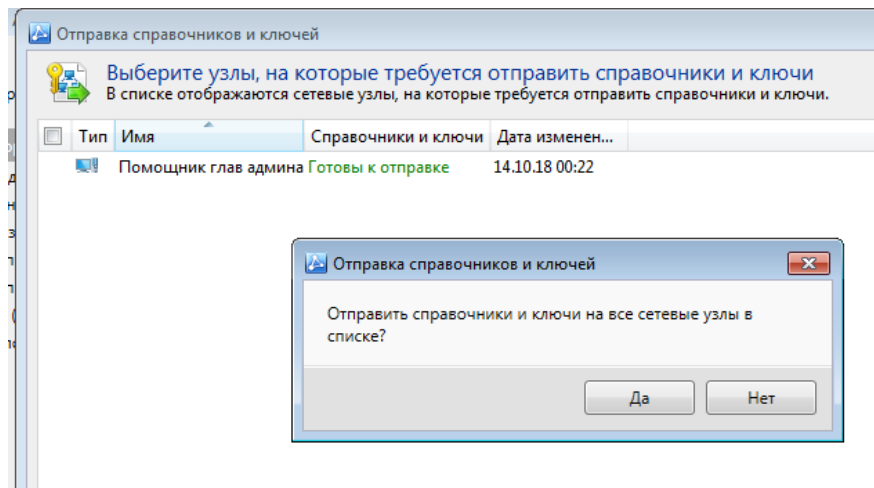 Отправка справочников и ключей
Выберите узлы, на которые требуется отправить справочники и ключи
В списке отображаются сетевые узлы, на которые требуется отправить справочники и ключи.
Тип Имя Справочники и ключи Дата изменен...
Помощник глав админа Готовы к отправке 14.10.18 00:22
Отправка справочников и ключей
Отправить справочники и ключи на все сетевые узлы в
списке?
Да Нет